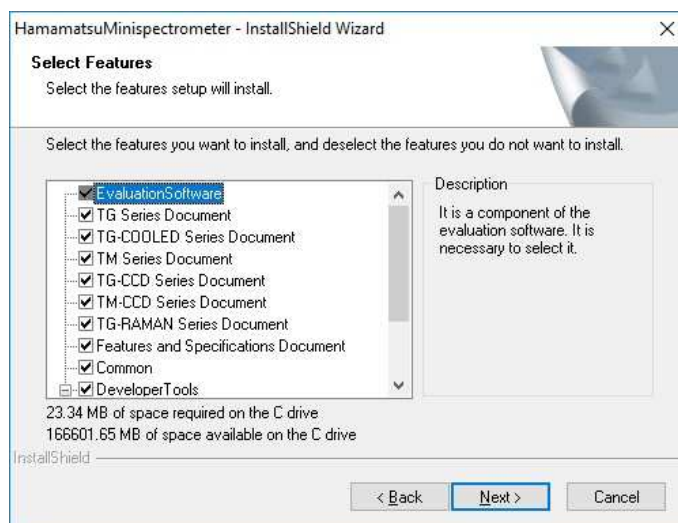 HamamatsuMinispectrometer - InstallShield Wizard
Select Features
Select the features setup will install.
Select the features you want to install, and deselect the features you do not want to install.
EvaluationSoftware
TG Series Document
TG-COOLED Series Document
TM Series Document
TG-CCD Series Document
TM-CCD Series Document
TG-RAMAN Series Document
Features and Specifications Document
Common
DeveloperTools
Description
It is a component of the
evaluation software. It is
necessary to select it.
23.34 MB of space required on the C drive
166601.65 MB of space available on the C drive
InstallShield
< Back
Next >
Cancel